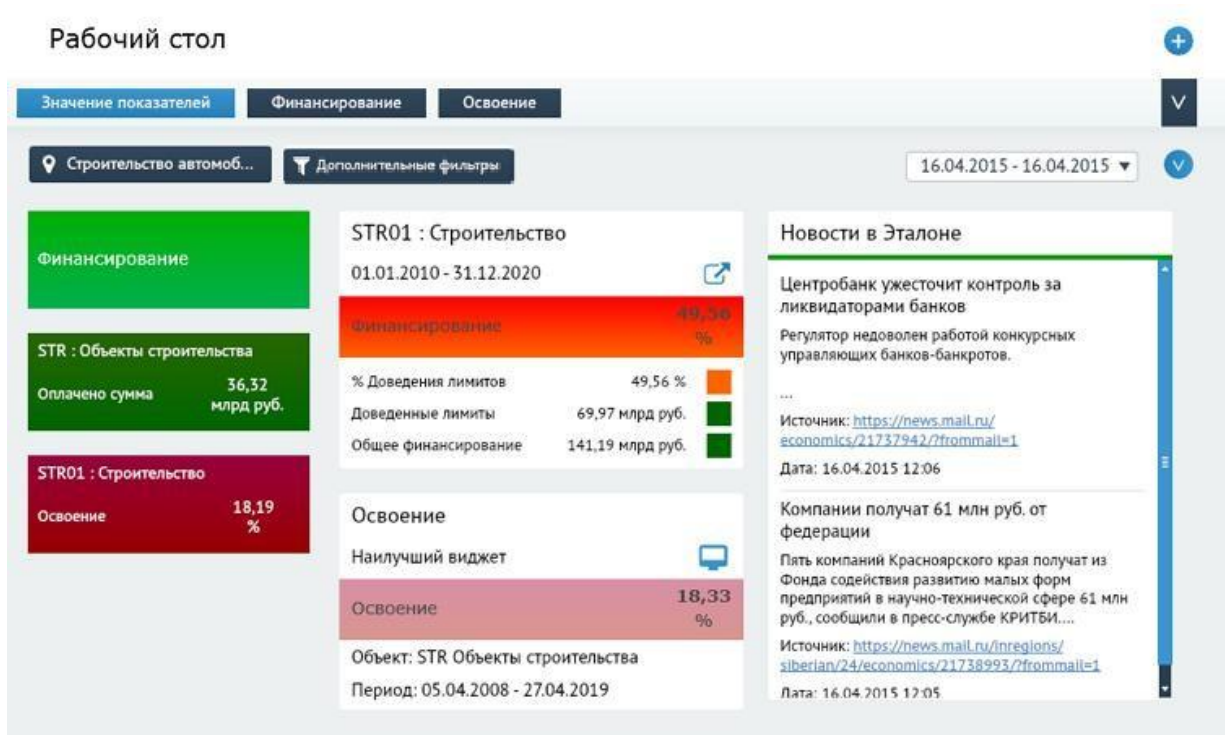 Рабочий стол
Значение показателей
Финансирование
Освоение
Строительство автомоб...
Дополнительные фильтры
16.04.2015 - 16.04.2015
Финансирование
STR : Объекты строительства
Оплачено сумма
36,32
млрд руб.
STR01 : Строительство
Освоение
18,19
%
STR01 : Строительство
01.01.2010 - 31.12.2020
Финансирование
49,56
%
% Доведения лимитов 49,56 %
Доведенные лимиты 69,97 млрд руб.
Общее финансирование 141,19 млрд руб.
Освоение
Наилучший виджет
Освоение
18,33
%
Объект: STR Объекты строительства
Период: 05.04.2008 - 27.04.2019
Новости в Эталоне
Центробанк ужесточит контроль за
ликвидаторами банков
Регулятор недоволен работой конкурсных
управляющих банков-банкротов.
...
Источник: https://news.mail.ru/
economics/21737942/?frommail=1
Дата: 16.04.2015 12:06
Компании получат 61 млн руб. от
федерации
Пять компаний Красноярского края получат из
Фонда содействия развитию малых форм
предприятий в научно-технической сфере 61 млн
руб., сообщили в пресс-службе КРИТБИ....
Источник: https://news.mail.ru/inregions/
siberian/24/economics/21738993/?frommail=1
Дата: 16.04.2015 12:05